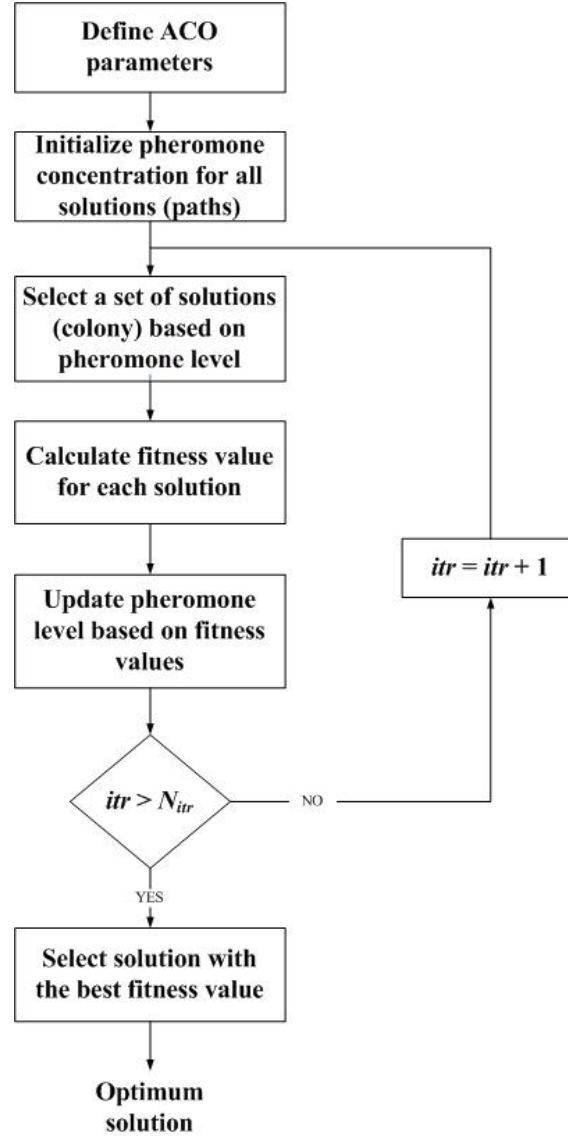 Define ACO
parameters
Initialize pheromone
concentration for all
solutions (paths)
Select a set of solutions
(colony) based on
pheromone level
Calculate fitness value
for each solution
itr = itr + 1
Update pheromone
level based on fitness
values
itr > Nitr
NO
YES
Select solution with
the best fitness value
Optimum
solution